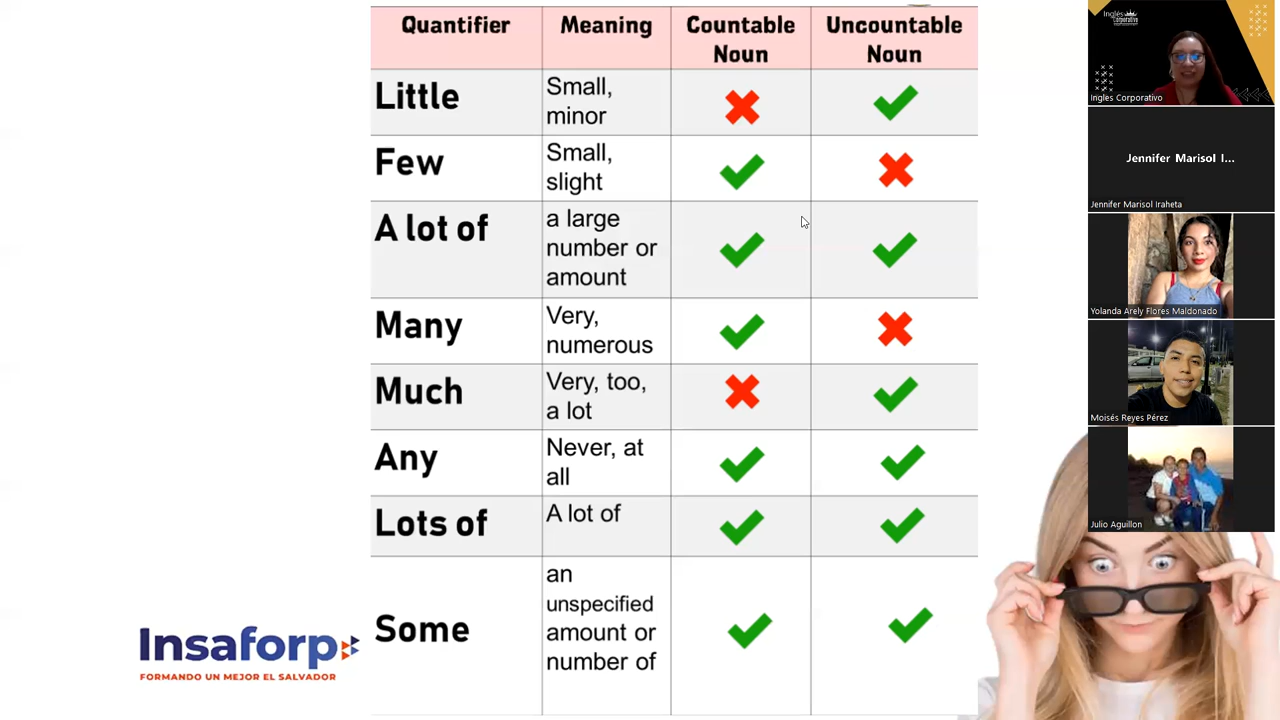 Quantifier
Meaning
Countable
Noun
Uncountable
Noun
Little
Small,
minor
Few
Small,
slight
A lot of
a large
number or
amount
Many
Very,
numerous
Much
Very, too,
a lot
Any
Never, at
all
Lots of
A lot of
Some
an
unspecified
amount or
number of
Insaforp
FORMANDO UN MEJOR EL SALVADOR
Inglés
Corporativo
Ingles Corporativo
Jennifer Marisol I...
Jennifer Marisol Iraheta
Yolanda Arely Flores Maldonado
Moisés Reyes Pérez
Julio Aguillon